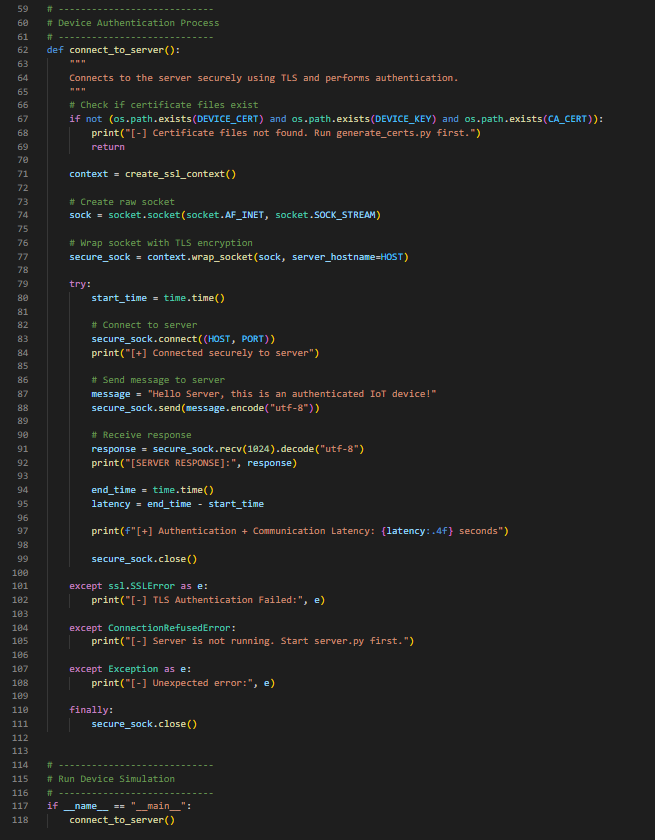 59 # ----------------------------
60 # Device Authentication Process
61 # ----------------------------
62 def connect_to_server():
63     """
64     Connects to the server securely using TLS and performs authentication.
65     """
66     # Check if certificate files exist
67     if not (os.path.exists(DEVICE_CERT) and os.path.exists(DEVICE_KEY) and os.path.exists(CA_CERT)):
68         print("[-] Certificate files not found. Run generate_certs.py first.")
69         return
70
71     context = create_ssl_context()
72
73     # Create raw socket
74     sock = socket.socket(socket.AF_INET, socket.SOCK_STREAM)
75
76     # Wrap socket with TLS encryption
77     secure_sock = context.wrap_socket(sock, server_hostname=HOST)
78
79     try:
80         start_time = time.time()
81
82         # Connect to server
83         secure_sock.connect((HOST, PORT))
84         print("[+] Connected securely to server")
85
86         # Send message to server
87         message = "Hello Server, this is an authenticated IoT device!"
88         secure_sock.send(message.encode("utf-8"))
89
90         # Receive response
91         response = secure_sock.recv(1024).decode("utf-8")
92         print("[SERVER RESPONSE]:", response)
93
94         end_time = time.time()
95         latency = end_time - start_time
96
97         print(f"[+] Authentication + Communication Latency: {latency:.4f} seconds")
98
99         secure_sock.close()
100
101     except ssl.SSLError as e:
102         print("[-] TLS Authentication Failed:", e)
103
104     except ConnectionRefusedError:
105         print("[-] Server is not running. Start server.py first.")
106
107     except Exception as e:
108         print("[-] Unexpected error:", e)
109
110     finally:
111         secure_sock.close()
112
113
114 # ----------------------------
115 # Run Device Simulation
116 # ----------------------------
117 if __name__ == "__main__":
118     connect_to_server()